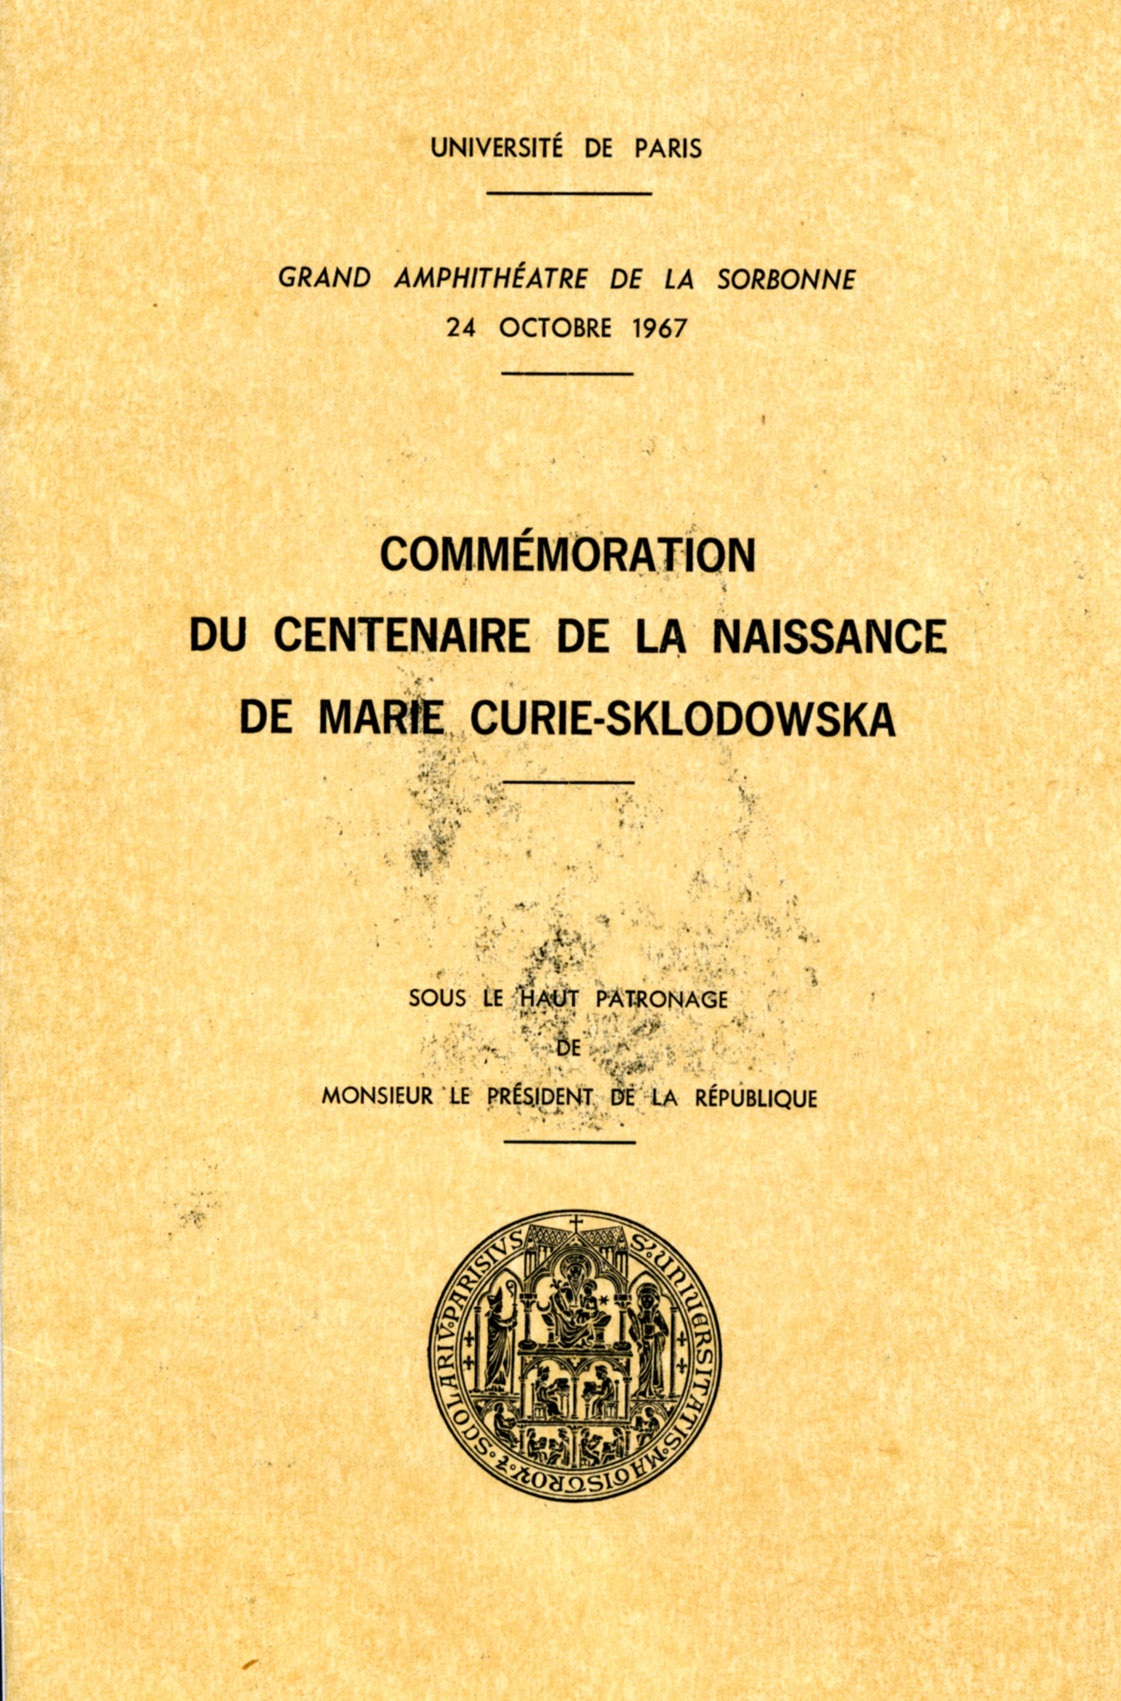 UNIVERSITÉ DE PARIS
GRAND AMPHITHÉATRE DE LA SORBONNE
24 OCTOBRE 1967
COMMÉMORATION
DU CENTENAIRE DE LA NAISSANCE
DE MARIE CURIE-SKLODOWSKA
SOUS LE HAUT PATRONAGE
DE
MONSIEUR LE PRÉSIDENT DE LA RÉPUBLIQUE
PARISIVS